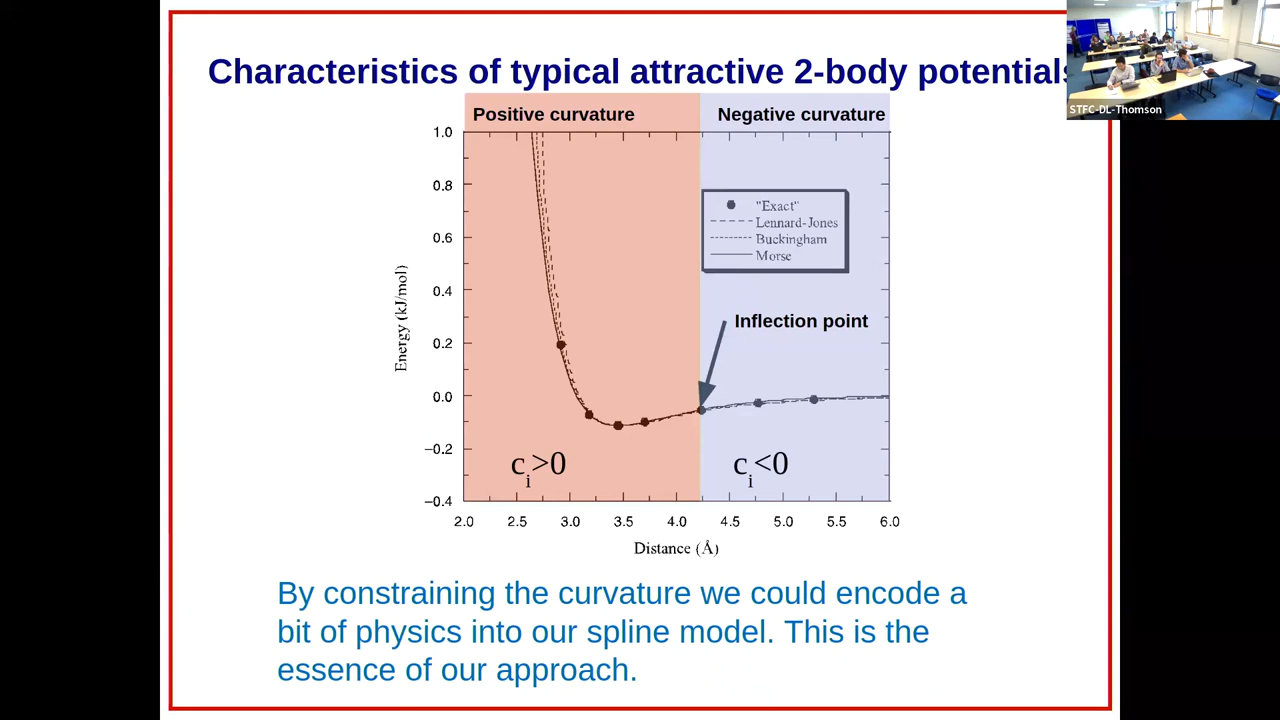 Characteristics of typical attractive 2-body potentials
STFC-DL-Thomson
Positive curvature
Negative curvature
1.0
0.8
0.6
0.4
0.2
0.0
−0.2
−0.4
Energy (kJ/mol)
"Exact"
Lennard-Jones
Buckingham
Morse
Inflection point
ci>0
ci<0
2.0 2.5 3.0 3.5 4.0 4.5 5.0 5.5 6.0
Distance (Å)
By constraining the curvature we could encode a
bit of physics into our spline model. This is the
essence of our approach.